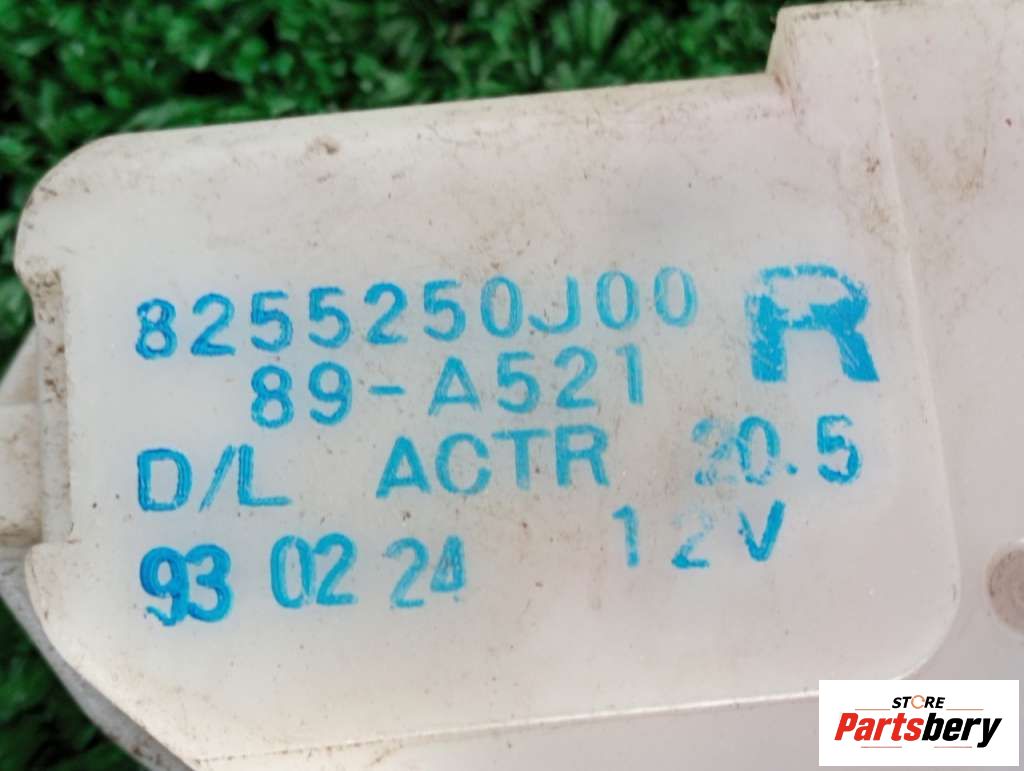 8255250J00 R
89-A521
D/L ACTR 20.5
93 02 24 12V
STORE
Partsbery